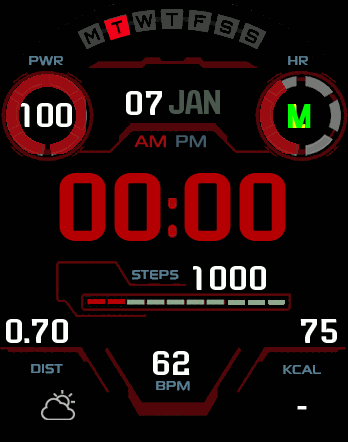 M T W T F S S
PWR
HR
100
07 JAN
M
AM PM
00:00
STEPS 1000
0.70
75
62
DIST
BPM
KCAL
-